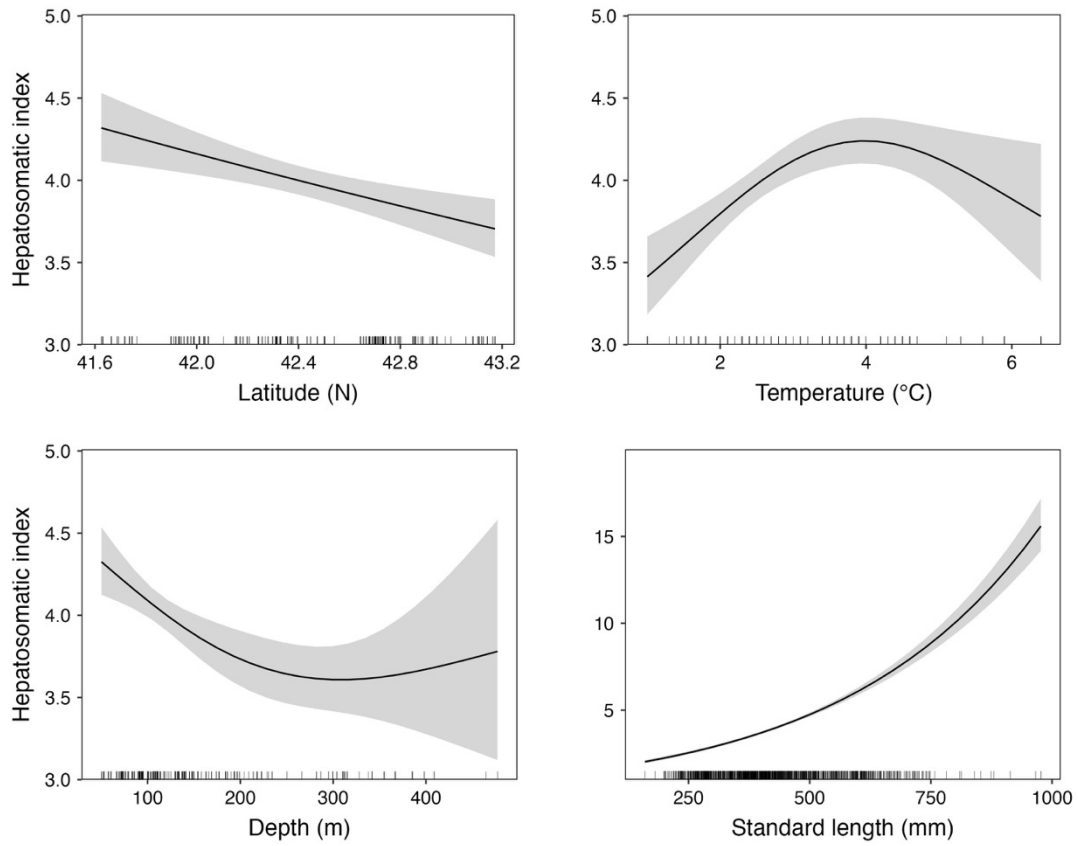 5.0
4.5
4.0
3.5
3.0
Hepatosomatic index
41.6 42.0 42.4 42.8 43.2
Latitude (N)
5.0
4.5
4.0
3.5
3.0
2 4 6
Temperature (°C)
5.0
4.5
4.0
3.5
3.0
Hepatosomatic index
100 200 300 400
Depth (m)
15
10
5
250 500 750 1000
Standard length (mm)